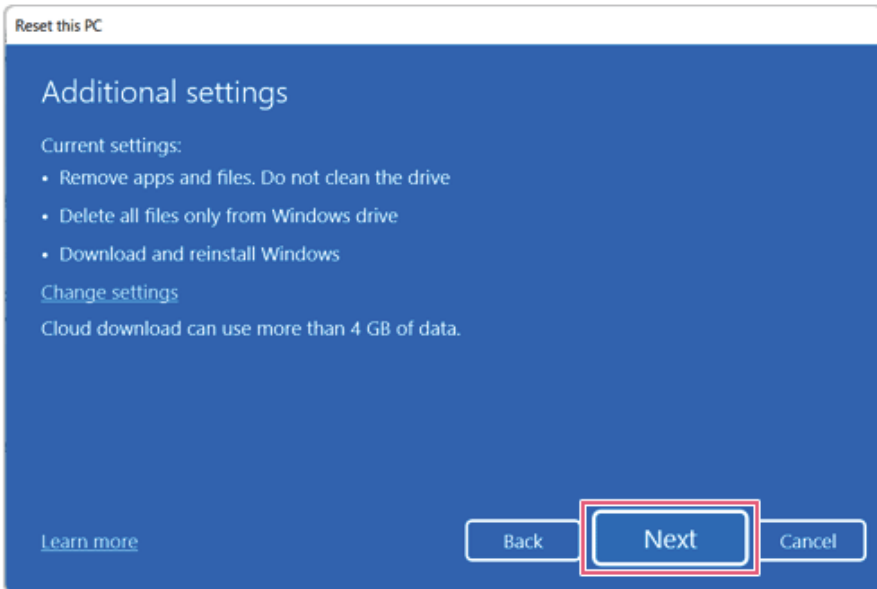 Reset this PC
Additional settings
Current settings:
• Remove apps and files. Do not clean the drive
• Delete all files only from Windows drive
• Download and reinstall Windows
Change settings
Cloud download can use more than 4 GB of data.
Learn more
Back
Next
Cancel